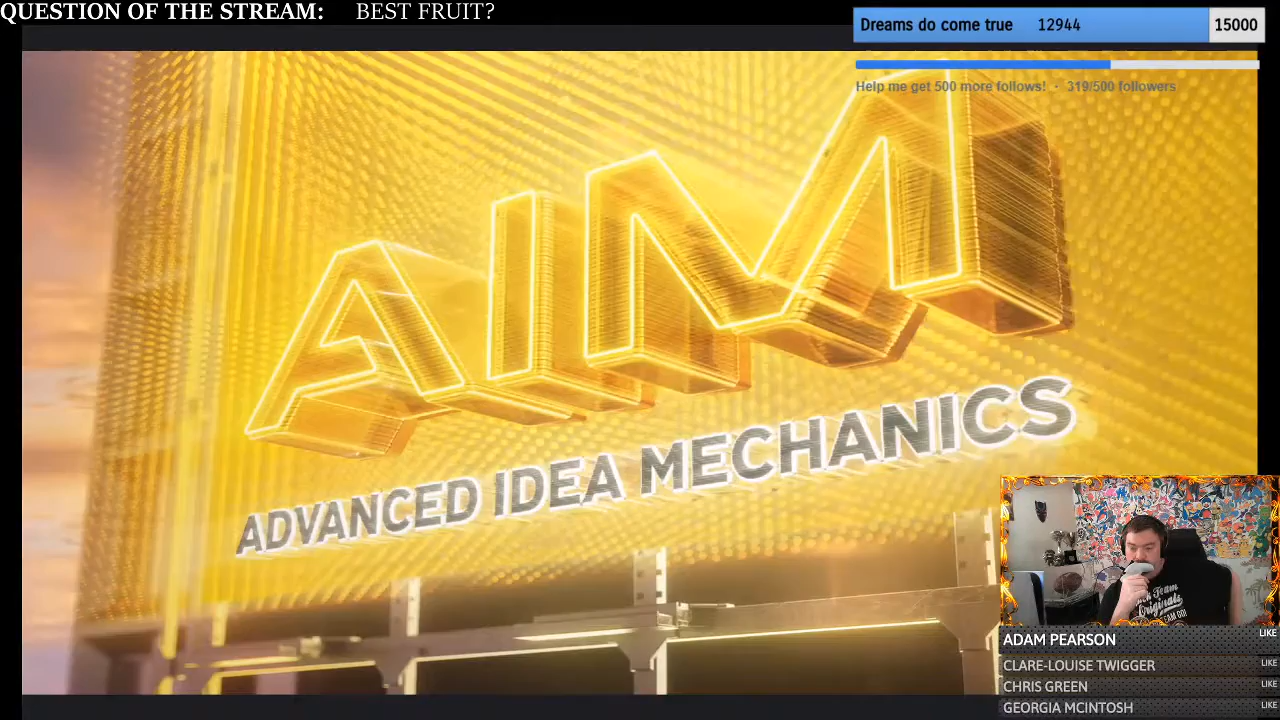 QUESTION OF THE STREAM: BEST FRUIT?
Dreams do come true 12944 15000
Help me get 500 more follows! · 319/500 followers
AIM
ADVANCED IDEA MECHANICS
Originals
ADAM PEARSON LIKE
CLARE-LOUISE TWIGGER LIKE
CHRIS GREEN LIKE
GEORGIA MCINTOSH LIKE